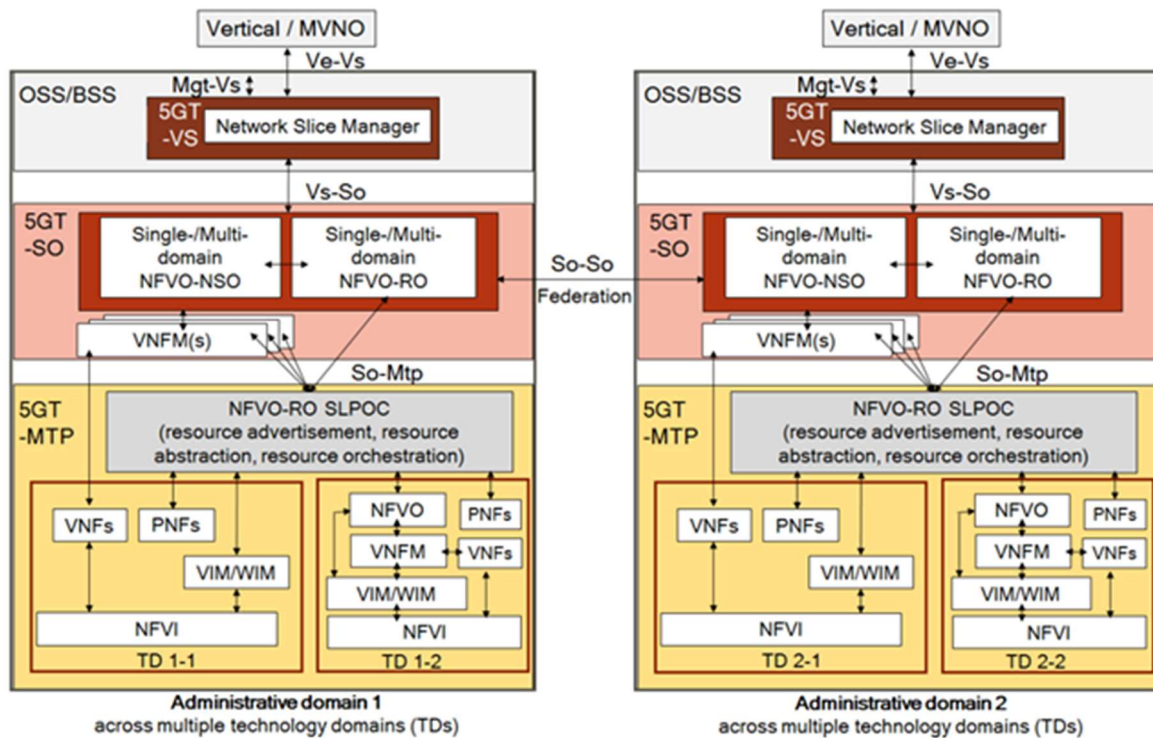 Vertical / MVNO
Ve-Vs
Mgt-Vs
OSS/BSS
5GT
-VS
Network Slice Manager
Vs-So
5GT
-SO
Single-/Multi-
domain
NFVO-NSO
Single-/Multi-
domain
NFVO-RO
VNFM(s)
So-Mtp
5GT
-MTP
NFVO-RO SLPOC
(resource advertisement, resource
abstraction, resource orchestration)
VNFs
PNFs
VIM/WIM
NFVI
TD 1-1
NFVO
PNFs
VNFM
VNFs
VIM/WIM
NFVI
TD 1-2
Administrative domain 1
across multiple technology domains (TDs)
So-So
Federation
Vertical / MVNO
Ve-Vs
Mgt-Vs
OSS/BSS
5GT
-VS
Network Slice Manager
Vs-So
5GT
-SO
Single-/Multi-
domain
NFVO-NSO
Single-/Multi-
domain
NFVO-RO
VNFM(s)
So-Mtp
5GT
-MTP
NFVO-RO SLPOC
(resource advertisement, resource
abstraction, resource orchestration)
VNFs
PNFs
VIM/WIM
NFVI
TD 2-1
NFVO
PNFs
VNFM
VNFs
VIM/WIM
NFVI
TD 2-2
Administrative domain 2
across multiple technology domains (TDs)